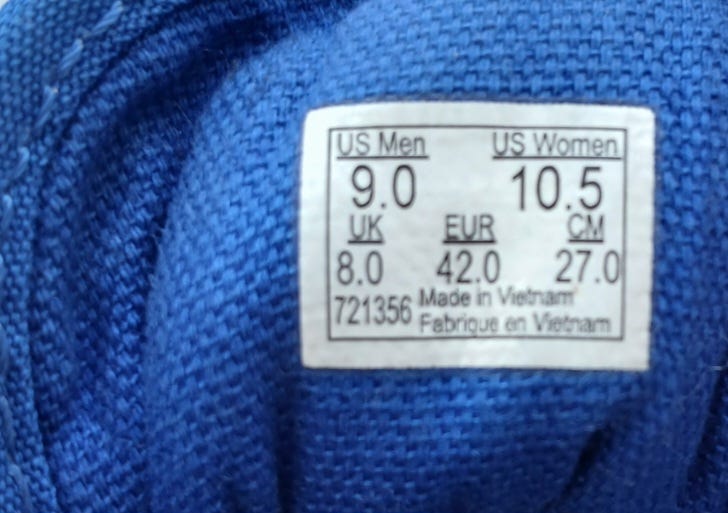 US Men US Women
9.0 10.5
UK EUR CM
8.0 42.0 27.0
721356 Made in Vietnam
Fabrique en Vietnam